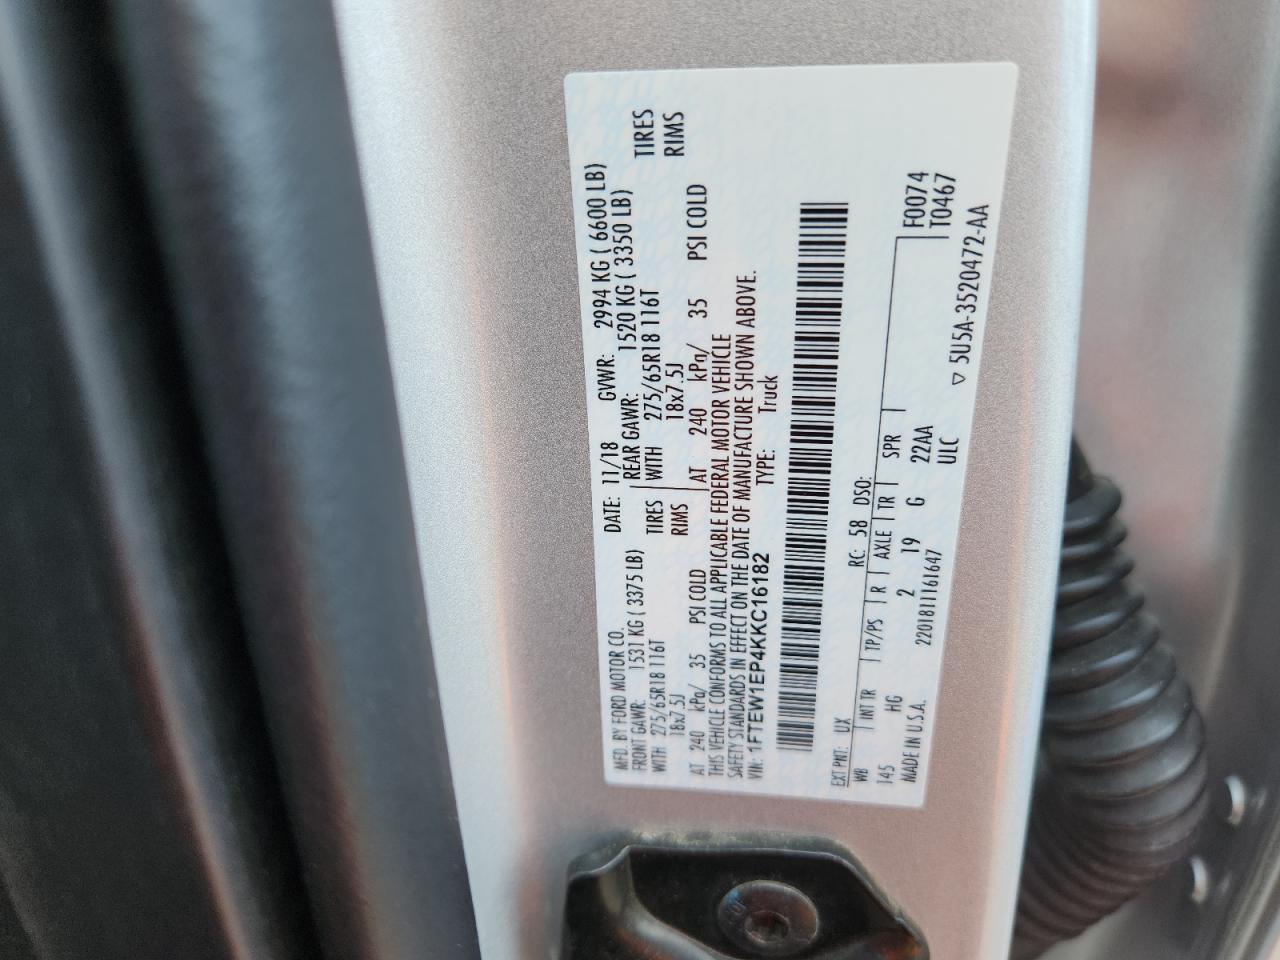 MFD. BY FORD MOTOR CO. DATE: 11/18 GVWR: 2994 KG ( 6600 LB)
FRONT GAWR: 1531 KG ( 3375 LB) REAR GAWR: 1520 KG ( 3350 LB)
WITH 275/65R18 116T TIRES WITH 275/65R18 116T TIRES
18x7.5J RIMS 18x7.5J RIMS
AT 240 kPa/ 35 PSI COLD AT 240 kPa/ 35 PSI COLD
THIS VEHICLE CONFORMS TO ALL APPLICABLE FEDERAL MOTOR VEHICLE
SAFETY STANDARDS IN EFFECT ON THE DATE OF MANUFACTURE SHOWN ABOVE.
VIN: 1FTEW1EP4KKC16182 TYPE: Truck
EXT PNT: UX RC: 58 DSO:
WB INT TR TP/PS R AXLE TR SPR F0074
145 HG 2 19 G 22AA T0467
MADE IN U.S.A. 2201811161647 ULC ▽ 5U5A-3520472-AA